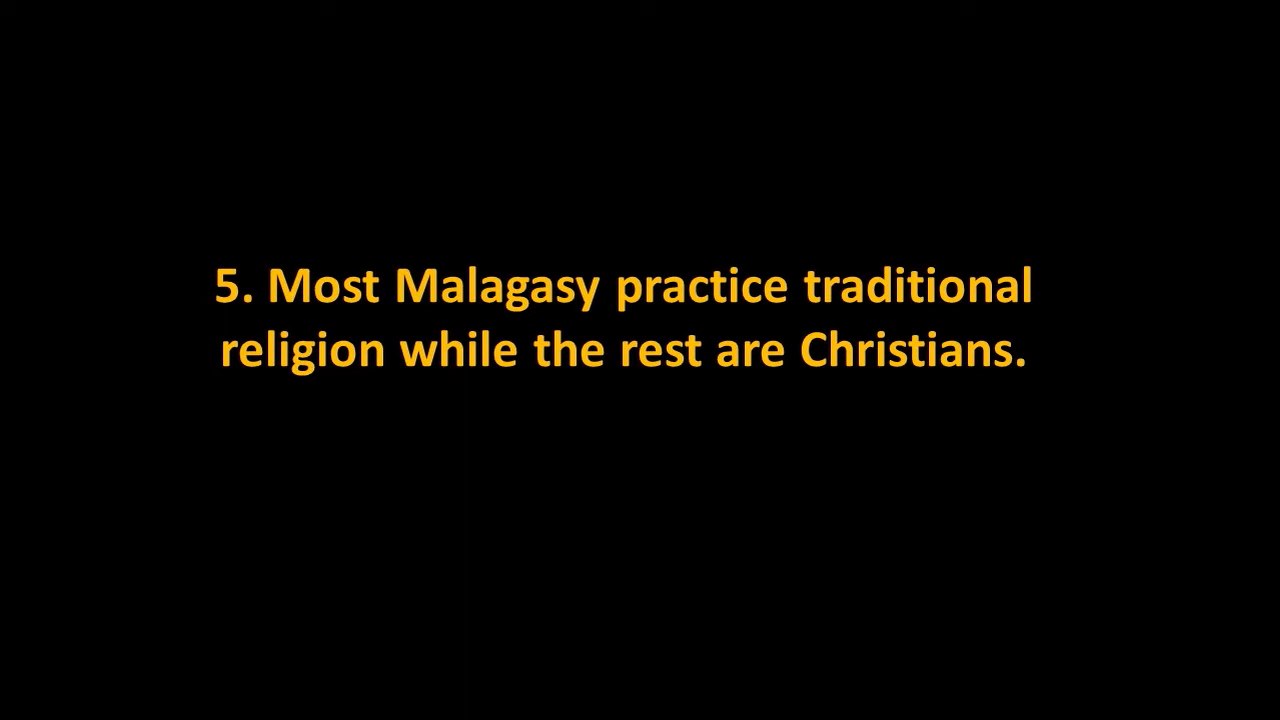 5. Most Malagasy practice traditional
religion while the rest are Christians.